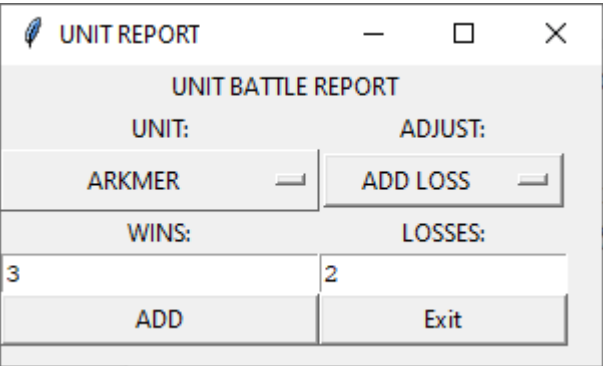 UNIT REPORT
UNIT BATTLE REPORT
UNIT: ADJUST:
ARKMER ADD LOSS
WINS: LOSSES:
3 2
ADD Exit